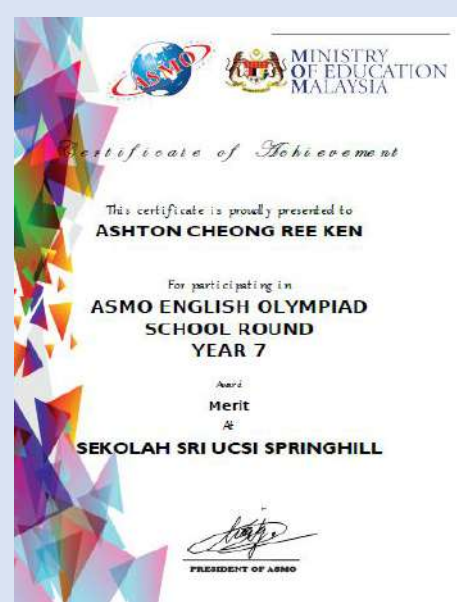 ASMO
MINISTRY
OF EDUCATION
MALAYSIA
Certificate of Achievement
This certificate is proudly presented to
ASHTON CHEONG REE KEN
For participating in
ASMO ENGLISH OLYMPIAD
SCHOOL ROUND
YEAR 7
Award
Merit
At
SEKOLAH SRI UCSI SPRINGHILL
PRESIDENT OF ASMO